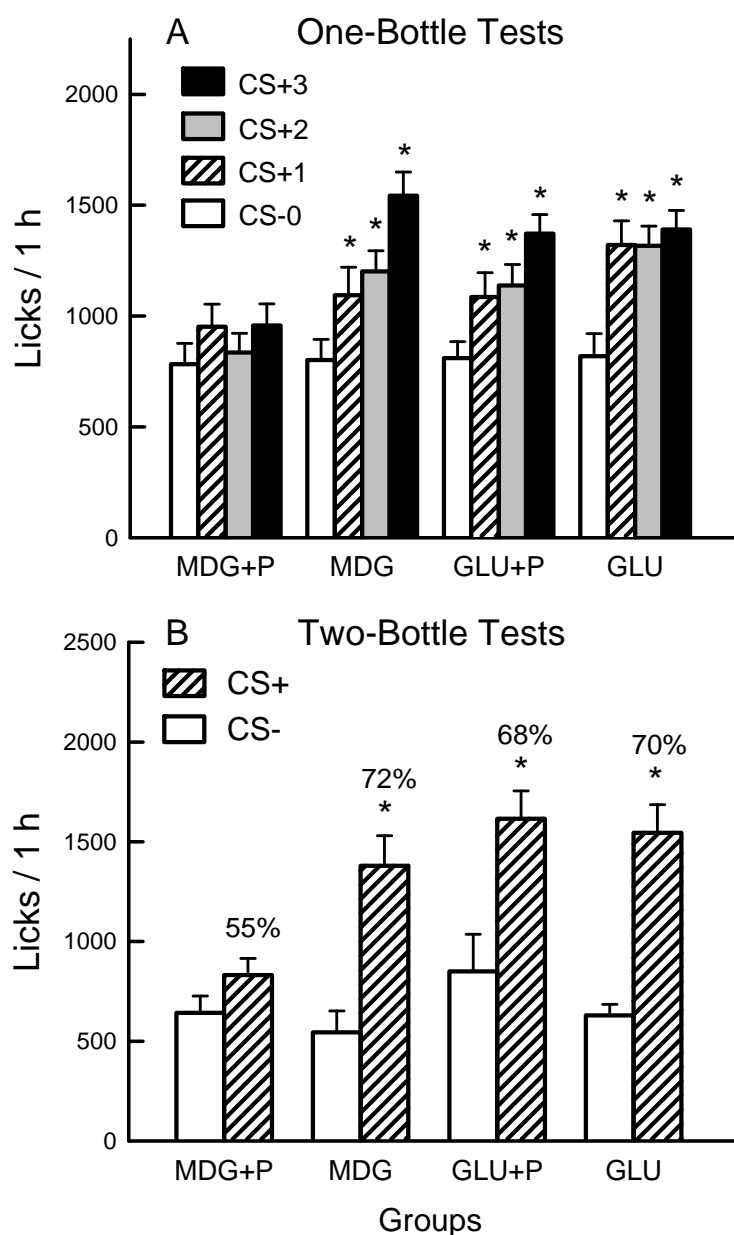 A One-Bottle Tests
CS+3
CS+2
CS+1
CS-0
2000
1500
1000
500
0
Licks / 1 h
* * *
* * *
* * *
MDG+P MDG GLU+P GLU
B Two-Bottle Tests
CS+
CS-
2500
2000
1500
1000
500
0
Licks / 1 h
55%
72%
*
68%
*
70%
*
MDG+P MDG GLU+P GLU
Groups